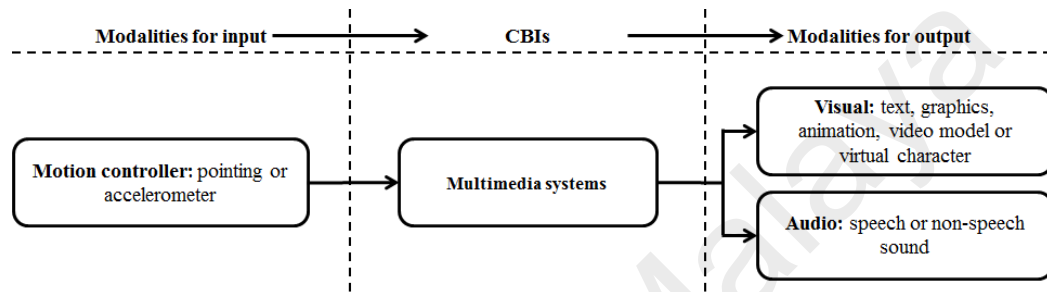 Modalities for input
CBIs
Modalities for output
Motion controller: pointing or
accelerometer
Multimedia systems
Visual: text, graphics,
animation, video model or
virtual character
Audio: speech or non-speech
sound
Malaya